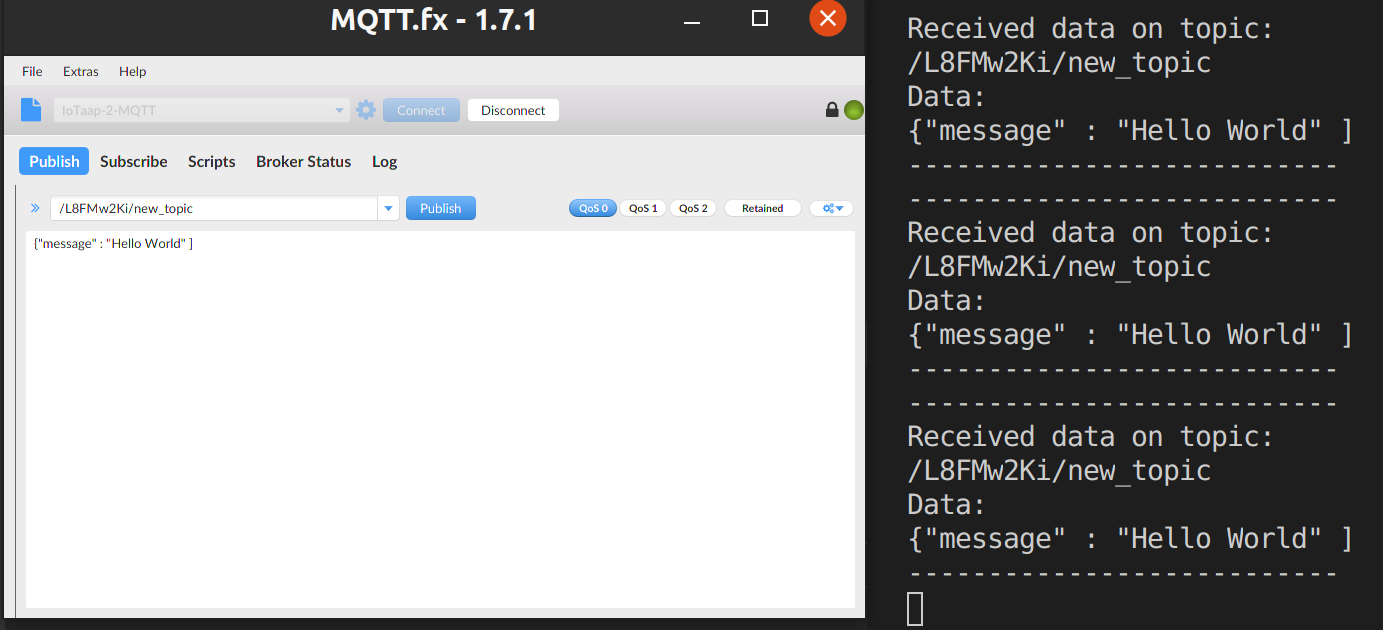 MQTT.fx - 1.7.1
File Extras Help
IoTaap-2-MQTT Connect Disconnect
Publish Subscribe Scripts Broker Status Log
/L8FMw2Ki/new_topic Publish QoS 0 QoS 1 QoS 2 Retained
{"message" : "Hello World" ]
Received data on topic:
/L8FMw2Ki/new_topic
Data:
{"message" : "Hello World" ]
---------------------------
---------------------------
Received data on topic:
/L8FMw2Ki/new_topic
Data:
{"message" : "Hello World" ]
---------------------------
---------------------------
Received data on topic:
/L8FMw2Ki/new_topic
Data:
{"message" : "Hello World" ]
---------------------------